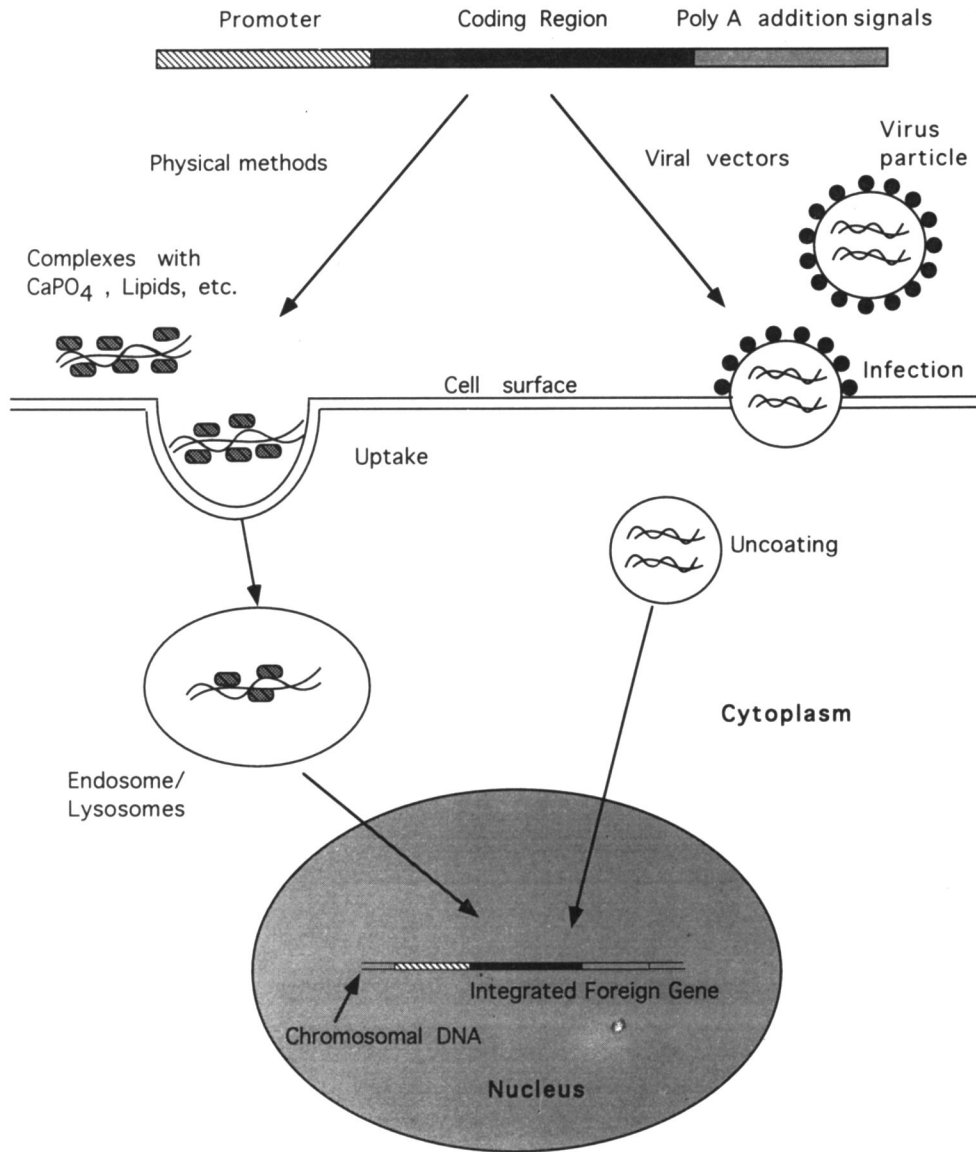 Promoter
Coding Region
Poly A addition signals
Physical methods
Viral vectors
Virus
particle
Complexes with
CaPO4 , Lipids, etc.
Infection
Cell surface
Uptake
Uncoating
Cytoplasm
Endosome/
Lysosomes
Integrated Foreign Gene
Chromosomal DNA
Nucleus